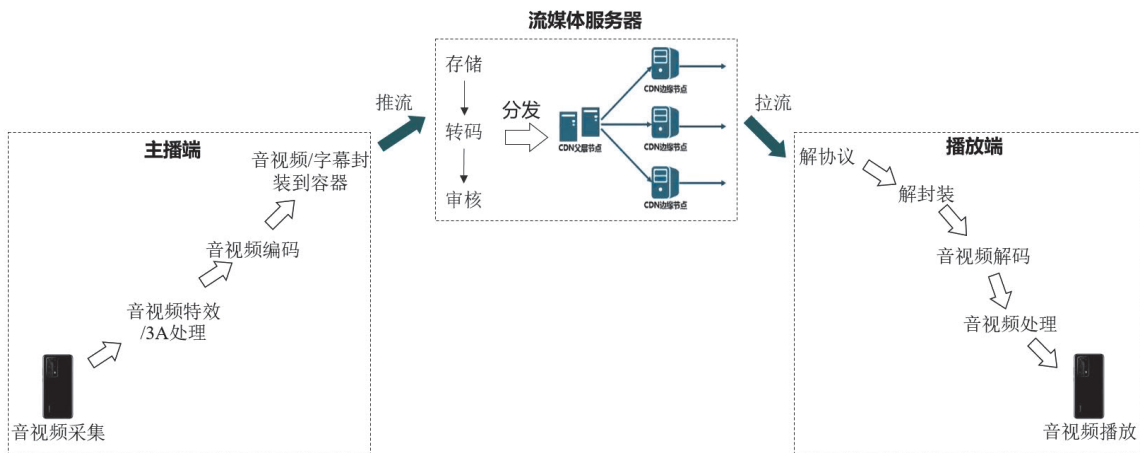 流媒体服务器
存储
转码
审核
分发
CDN父层节点
CDN边缘节点
CDN边缘节点
CDN边缘节点
推流
拉流
主播端
音视频/字幕封
装到容器
音视频编码
音视频特效
/3A处理
音视频采集
播放端
解协议
解封装
音视频解码
音视频处理
音视频播放